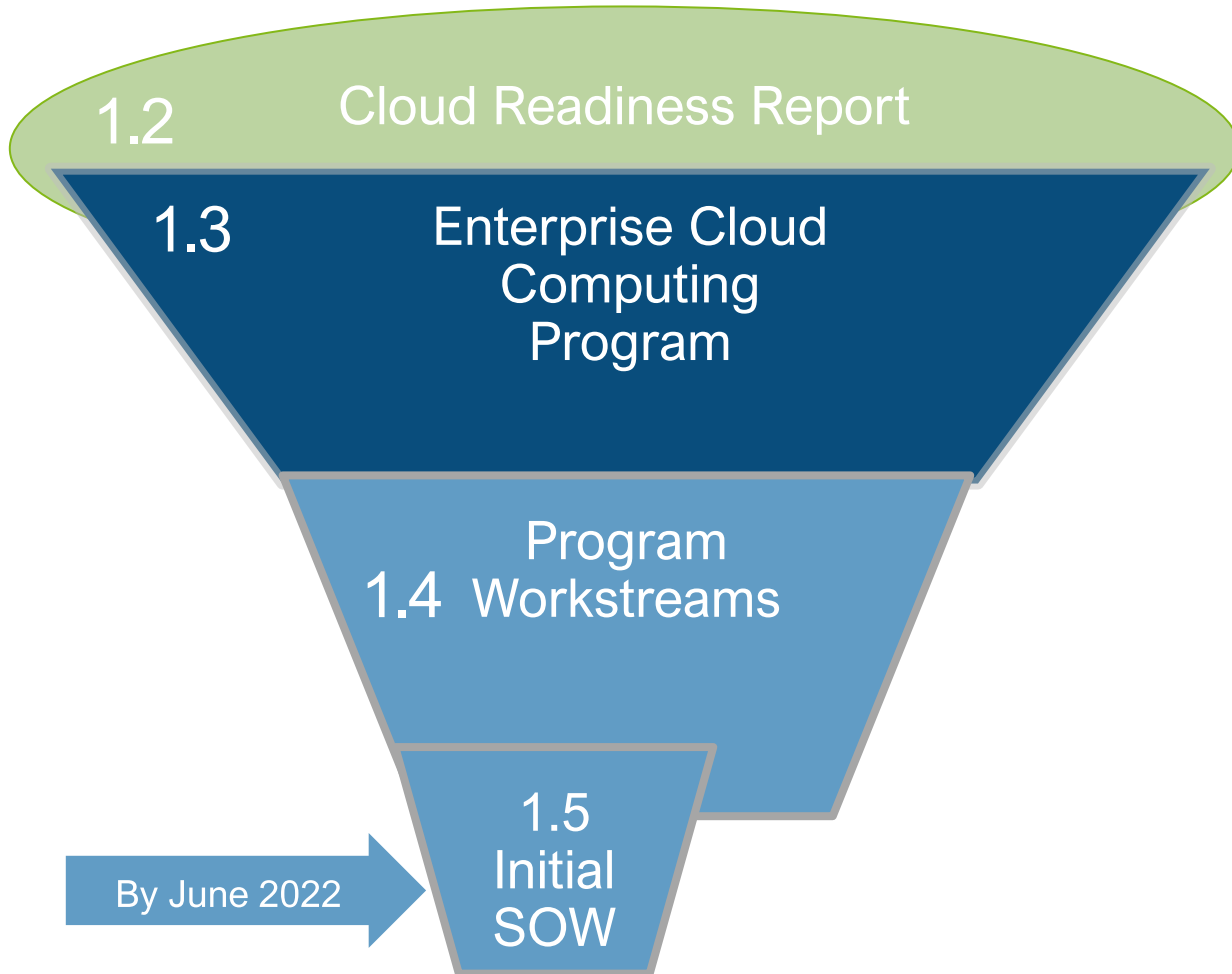 1.2
Cloud Readiness Report
1.3
Enterprise Cloud
Computing
Program
1.4
Program
Workstreams
1.5
Initial
SOW
By June 2022